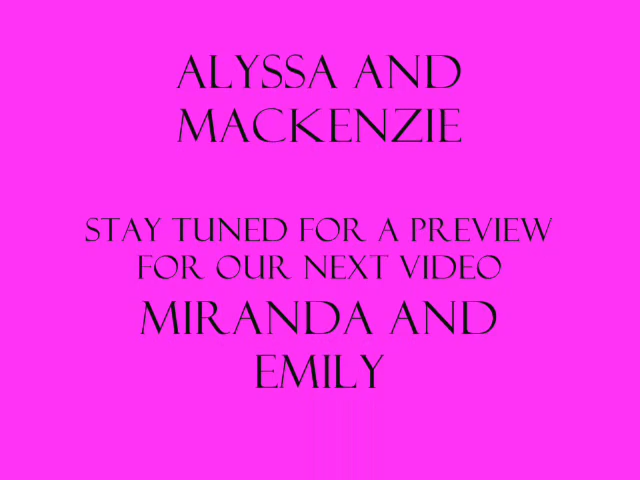 ALYSSA AND
MACKENZIE
STAY TUNED FOR A PREVIEW
FOR OUR NEXT VIDEO
MIRANDA AND
EMILY